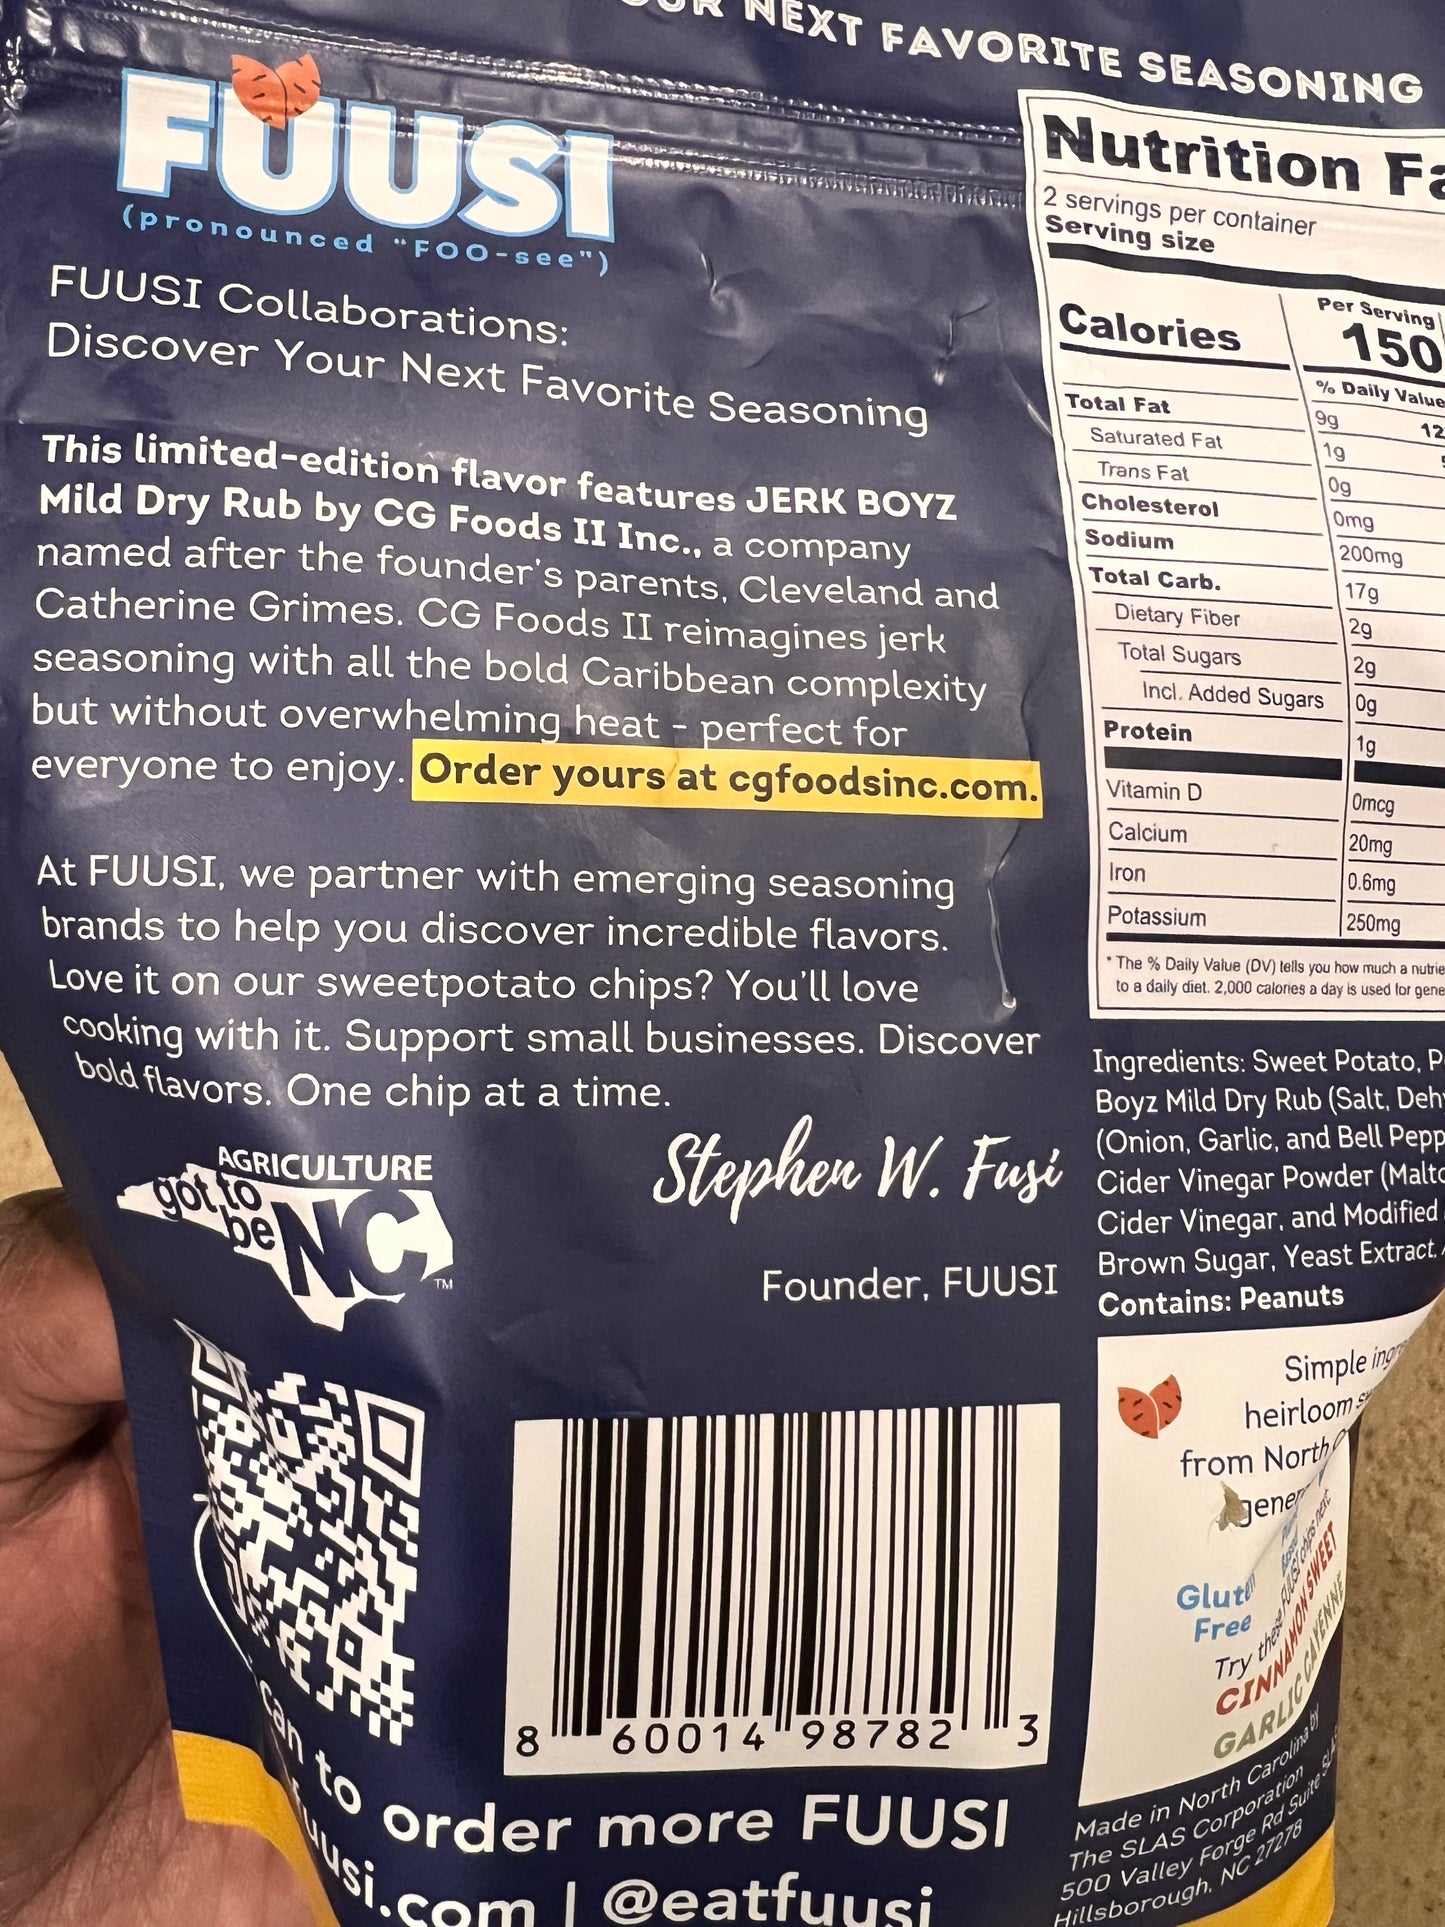 NEXT FAVORITE SEASONING
FUUSI
(pronounced "FOO-see")
FUUSI Collaborations:
Discover Your Next Favorite Seasoning
This limited-edition flavor features JERK BOYZ
Mild Dry Rub by CG Foods II Inc., a company
named after the founder's parents, Cleveland and
Catherine Grimes. CG Foods II reimagines jerk
seasoning with all the bold Caribbean complexity
but without overwhelming heat - perfect for
everyone to enjoy. Order yours at cgfoodsinc.com.
At FUUSI, we partner with emerging seasoning
brands to help you discover incredible flavors.
Love it on our sweetpotato chips? You'll love
cooking with it. Support small businesses. Discover
bold flavors. One chip at a time.
Stephen W. Fusi
Founder, FUUSI
AGRICULTURE
got to
be NC
TM
8 60014 98782 3
to order more FUUSI
fuusi.com | @eatfuusi
Nutrition
2 servings per container
Serving size
Per Serving
Calories 150
% Daily Value
Total Fat 9g 12
Saturated Fat 1g
Trans Fat 0g
Cholesterol 0mg
Sodium 200mg
Total Carb. 17g
Dietary Fiber 2g
Total Sugars 2g
Incl. Added Sugars 0g
Protein 1g
Vitamin D 0mcg
Calcium 20mg
Iron 0.6mg
Potassium 250mg
* The % Daily Value (DV) tells you how much a
to a daily diet. 2,000 calories a day is used for
Ingredients: Sweet Potato,
Boyz Mild Dry Rub (Salt,
(Onion, Garlic, and Bell
Cider Vinegar Powder
Cider Vinegar, and Modified
Brown Sugar, Yeast Extract.
Contains: Peanuts
Simple
heirloom
from North
Free
Try these FUUSI chips next
CINNAMON SWEET
GARLIC CAYENNE
Made in North Carolina by
The SLAS Corporation
500 Valley Forge Rd Suite
Hillsborough, NC 27278